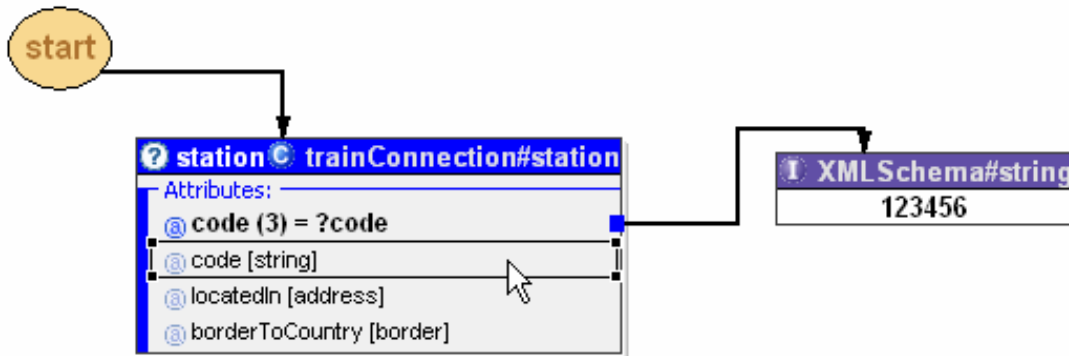 start
? station C trainConnection#station
Attributes:
@ code (3) = ?code
@ code [string]
@ locatedIn [address]
@ borderToCountry [border]
I XMLSchema#string
123456